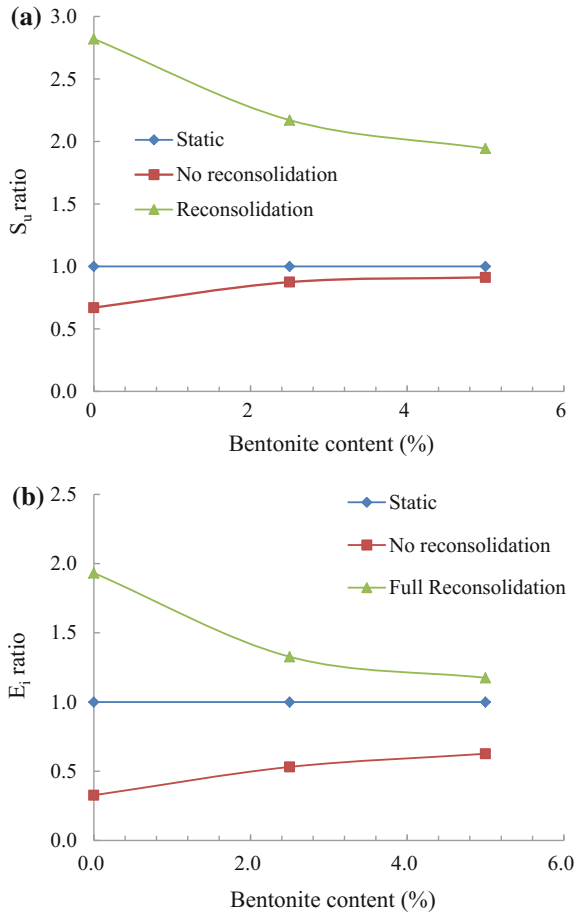 (a)
3.0
2.5
2.0
1.5
1.0
0.5
0.0
Su ratio
Static
No reconsolidation
Reconsolidation
0 2 4 6
Bentonite content (%)
(b)
2.5
2.0
1.5
1.0
0.5
0.0
Ei ratio
Static
No reconsolidation
Full Reconsolidation
0.0 2.0 4.0 6.0
Bentonite content (%)